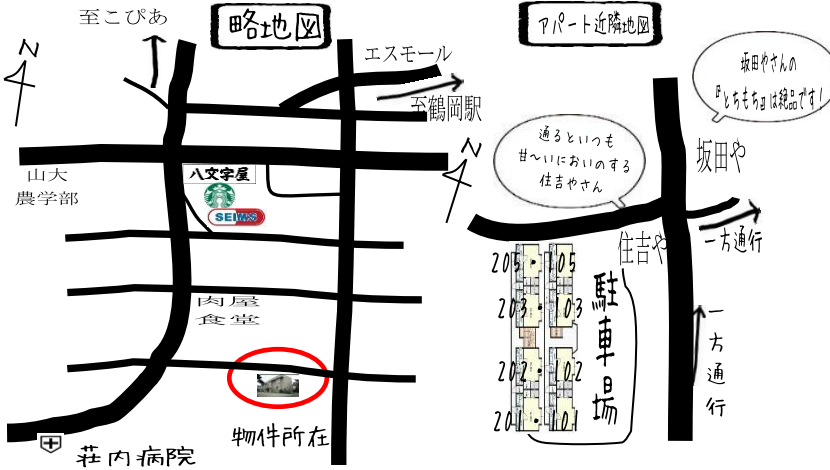 至こぴあ
略地図
N
エスモール
至鶴岡駅
山大
農学部
八文字屋
SEIMS
肉屋
食堂
物件所在
荘内病院
アパート近隣地図
坂田やさんの
『とちもち』は絶品です!
通るといつも
甘~いにおいのする
住吉やさん
N
坂田や
住吉や
一方通行
205
105
203
103
202
102
201
101
駐車場
一方通行